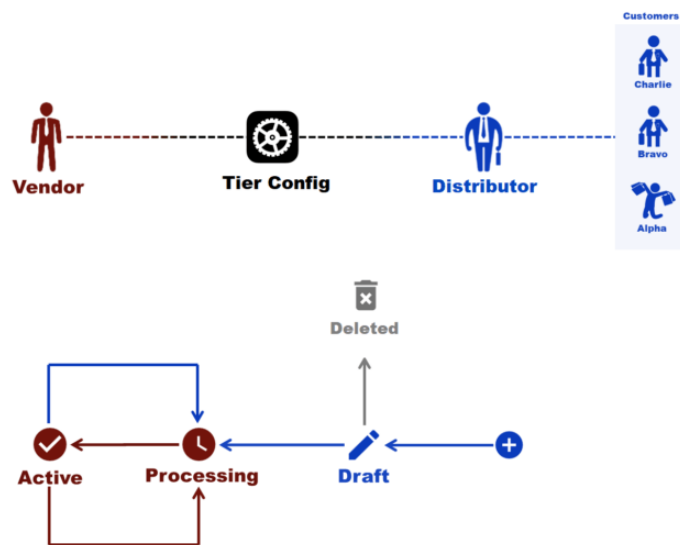 Customers
Charlie
Bravo
Alpha
Vendor
Tier Config
Distributor
Deleted
Active
Processing
Draft